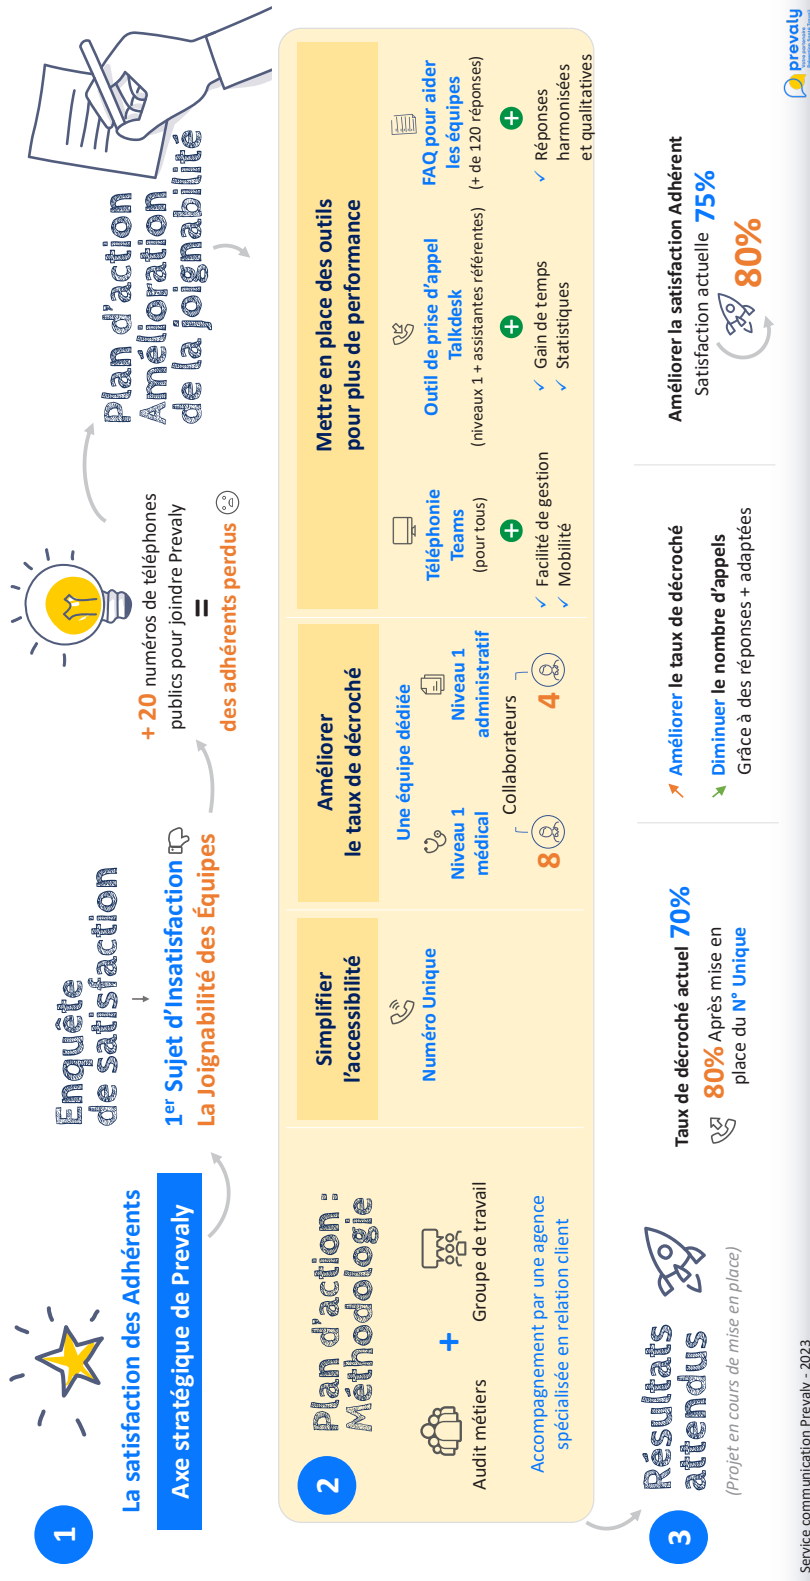 1
La satisfaction des Adhérents
Axe stratégique de Prevaly
Enquête
de satisfaction
1er Sujet d'Insatisfaction
La Joignabilité des Équipes
+ 20 numéros de téléphones
publics pour joindre Prevaly
=
des adhérents perdus
Plan d'action
Amélioration
de la joignabilité
2
Plan d'action :
Méthodologie
Audit métiers
+
Groupe de travail
Accompagnement par une agence
spécialisée en relation client
Simplifier
l'accessibilité
Numéro Unique
Améliorer
le taux de décroché
Une équipe dédiée
Niveau 1
médical
Niveau 1
administratif
Collaborateurs
8
4
Mettre en place des outils
pour plus de performance
Téléphonie
Teams
(pour tous)
+
✓ Facilité de gestion
✓ Mobilité
Outil de prise d'appel
Talkdesk
(niveaux 1 + assistantes référentes)
+
✓ Gain de temps
✓ Statistiques
FAQ pour aider
les équipes
(+ de 120 réponses)
+
✓ Réponses
harmonisées
et qualitatives
3
Résultats
attendus
(Projet en cours de mise en place)
Taux de décroché actuel 70%
80% Après mise en
place du N° Unique
Améliorer le taux de décroché
Diminuer le nombre d'appels
Grâce à des réponses + adaptées
Améliorer la satisfaction Adhérent
Satisfaction actuelle 75%
80%
Service communication Prevaly - 2023
prevaly